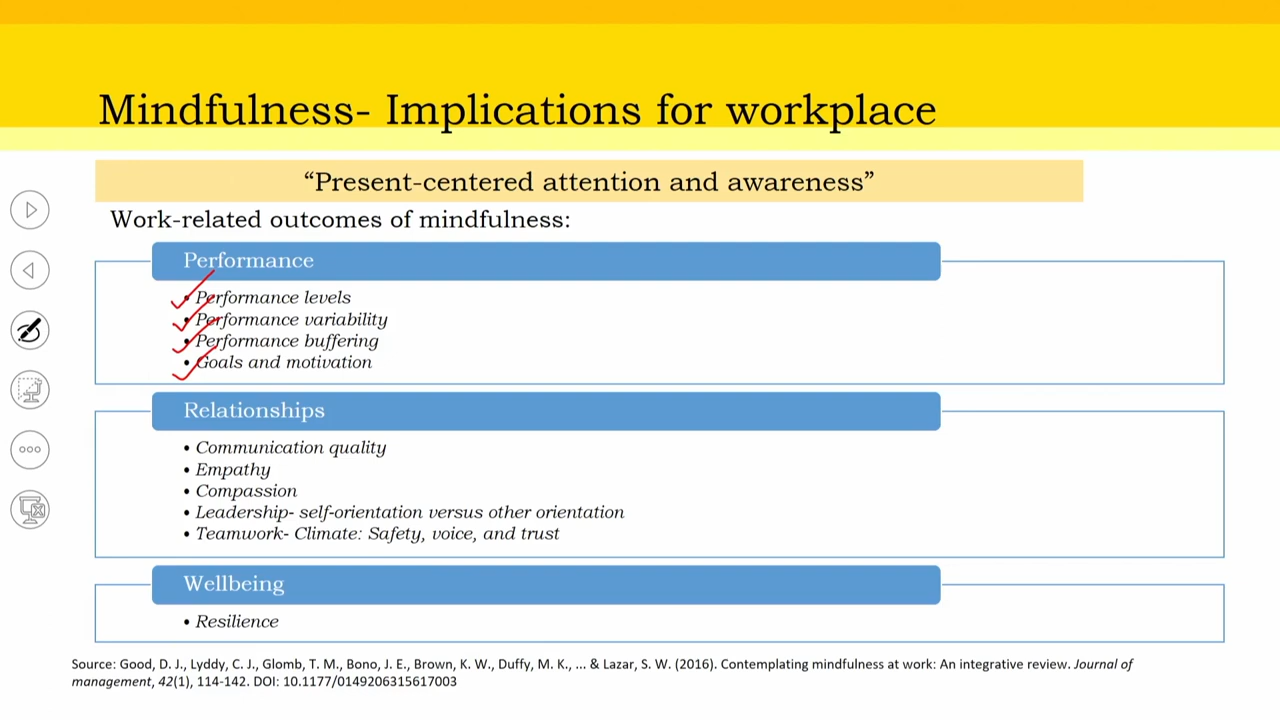 Mindfulness- Implications for workplace
“Present-centered attention and awareness”
Work-related outcomes of mindfulness:
Performance
• Performance levels
• Performance variability
• Performance buffering
• Goals and motivation
Relationships
• Communication quality
• Empathy
• Compassion
• Leadership- self-orientation versus other orientation
• Teamwork- Climate: Safety, voice, and trust
Wellbeing
• Resilience
Source: Good, D. J., Lyddy, C. J., Glomb, T. M., Bono, J. E., Brown, K. W., Duffy, M. K., ... & Lazar, S. W. (2016). Contemplating mindfulness at work: An integrative review. Journal of
management, 42(1), 114-142. DOI: 10.1177/0149206315617003